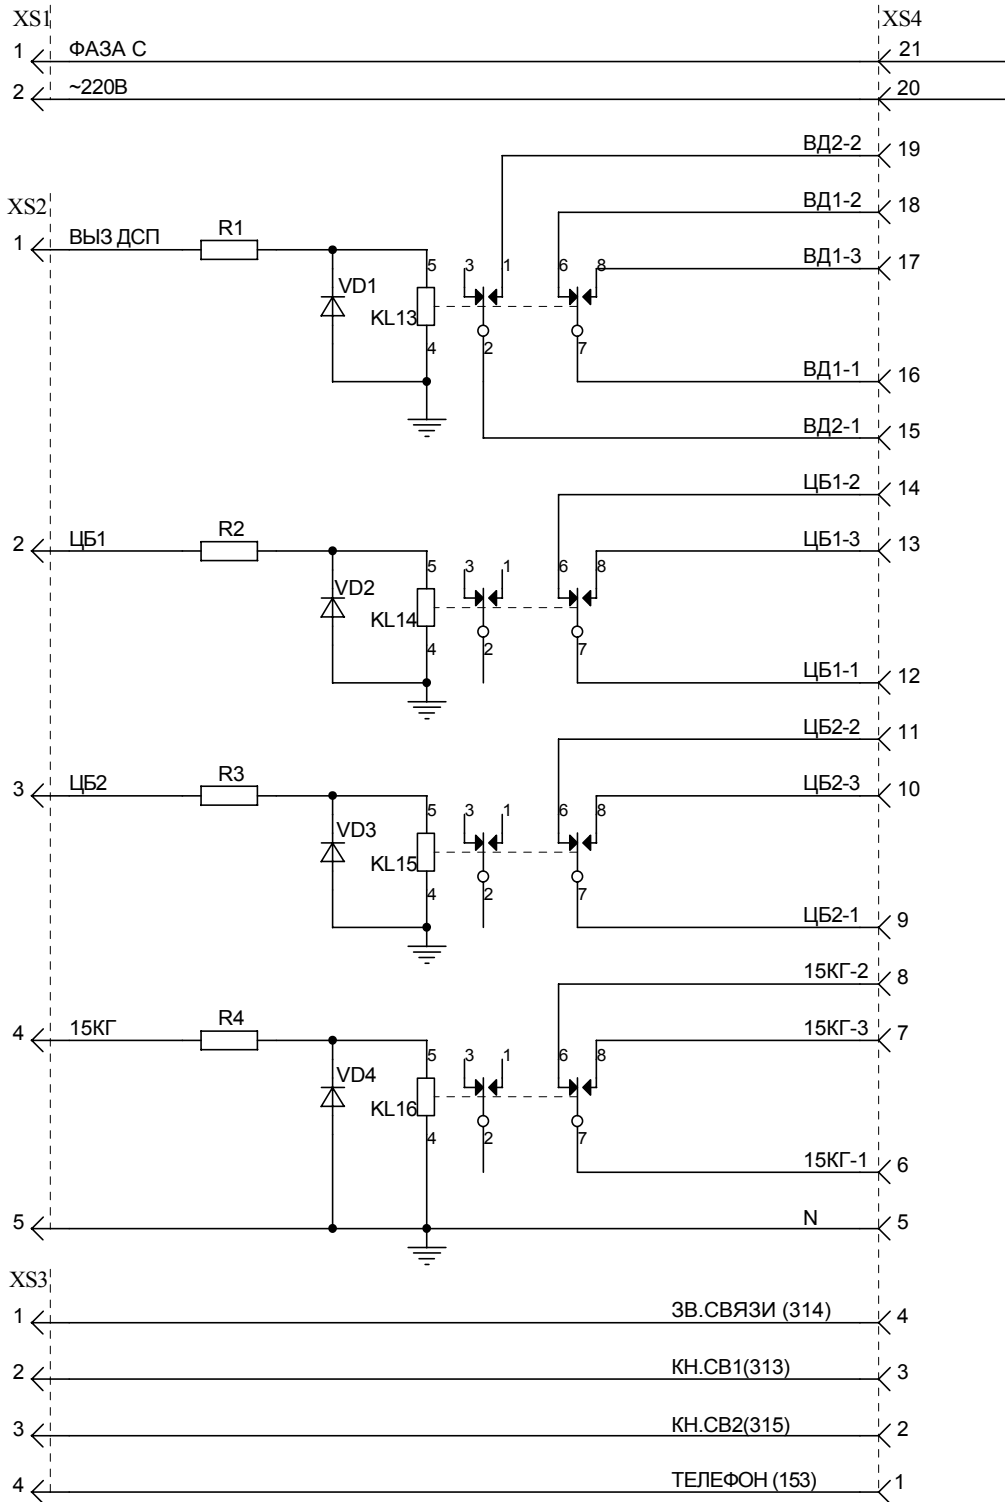 XS1 XS4
1 ФАЗА С 21
2 ~220В 20
ВД2-2 19
XS2 ВД1-2 18
1 ВЫЗ ДСП R1 ВД1-3 17
5 3 1 6 8
VD1
KL13
4 2 7
ВД1-1 16
ВД2-1 15
ЦБ1-2 14
2 ЦБ1 R2 ЦБ1-3 13
5 3 1 6 8
VD2
KL14
4 2 7
ЦБ1-1 12
ЦБ2-2 11
3 ЦБ2 R3 ЦБ2-3 10
5 3 1 6 8
VD3
KL15
4 2 7
ЦБ2-1 9
15КГ-2 8
4 15КГ R4 15КГ-3 7
5 3 1 6 8
VD4
KL16
4 2 7
15КГ-1 6
5 N 5
XS3
1 ЗВ.СВЯЗИ (314) 4
2 КН.СВ1(313) 3
3 КН.СВ2(315) 2
4 ТЕЛЕФОН (153) 1